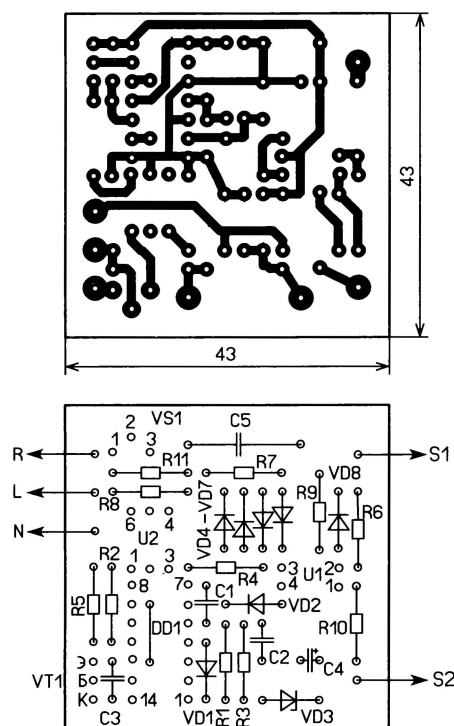 43
43
2
VS1
C5
1
3
R
S1
R11
R7
L
R8
VD4-VD7
R9
VD8
R6
N
6
4
U2
R2
1
3
R4
3
U1
2
8
7
4
1
R5
C1
VD2
DD1
R10
Э
C2
C4
VT1
Б
S2
К
14
1
C3
VD1
R1
R3
VD3